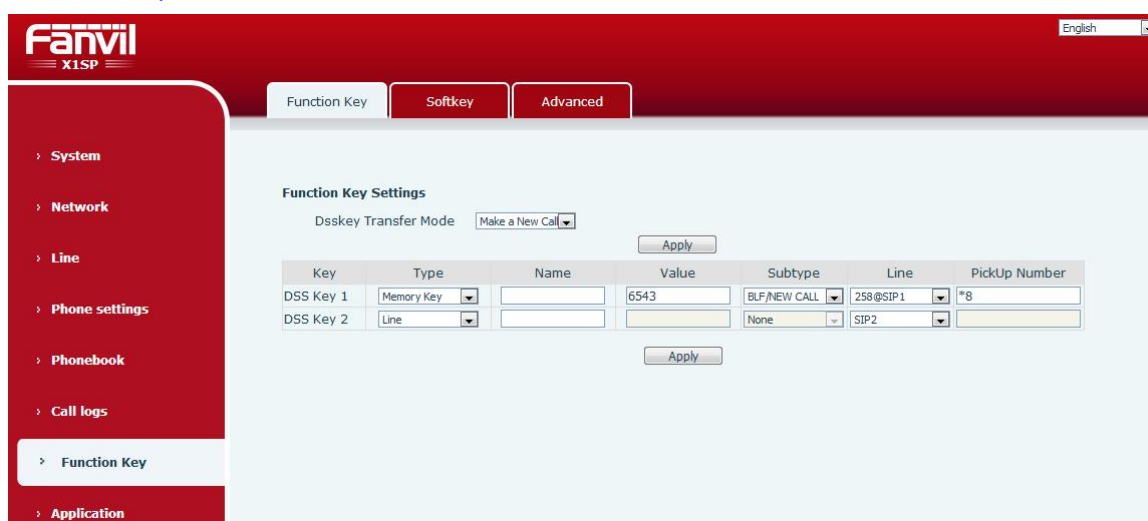 English
Fanvil
X1SP
Function Key Softkey Advanced
System
Network
Line
Phone settings
Phonebook
Call logs
Function Key
Application
Function Key Settings
Dsskey Transfer Mode Make a New Call
Apply
Key Type Name Value Subtype Line PickUp Number
DSS Key 1 Memory Key 6543 BLF/NEW CALL 258@SIP1 *8
DSS Key 2 Line None SIP2
Apply